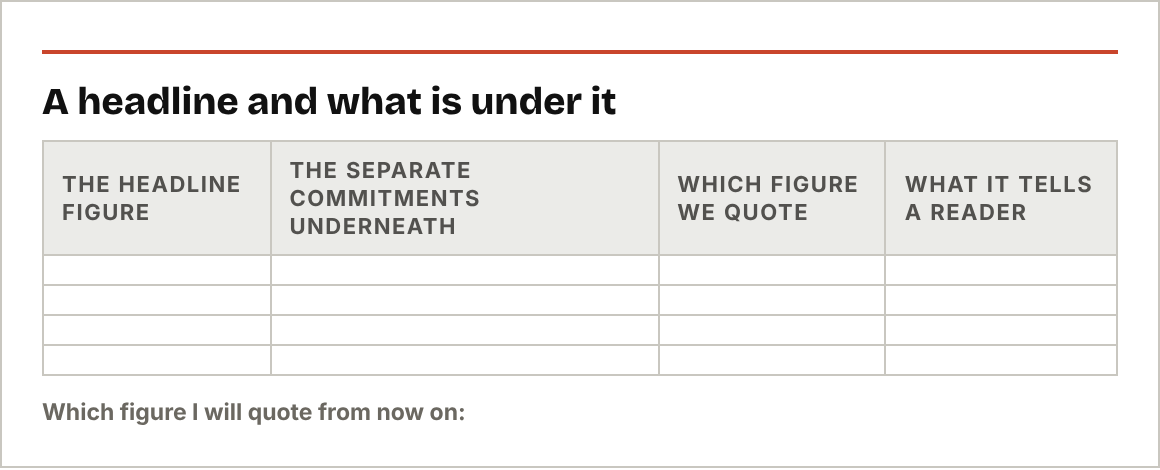 A headline and what is under it
THE HEADLINE
FIGURE
THE SEPARATE
COMMITMENTS
UNDERNEATH
WHICH FIGURE
WE QUOTE
WHAT IT TELLS
A READER
Which figure I will quote from now on: